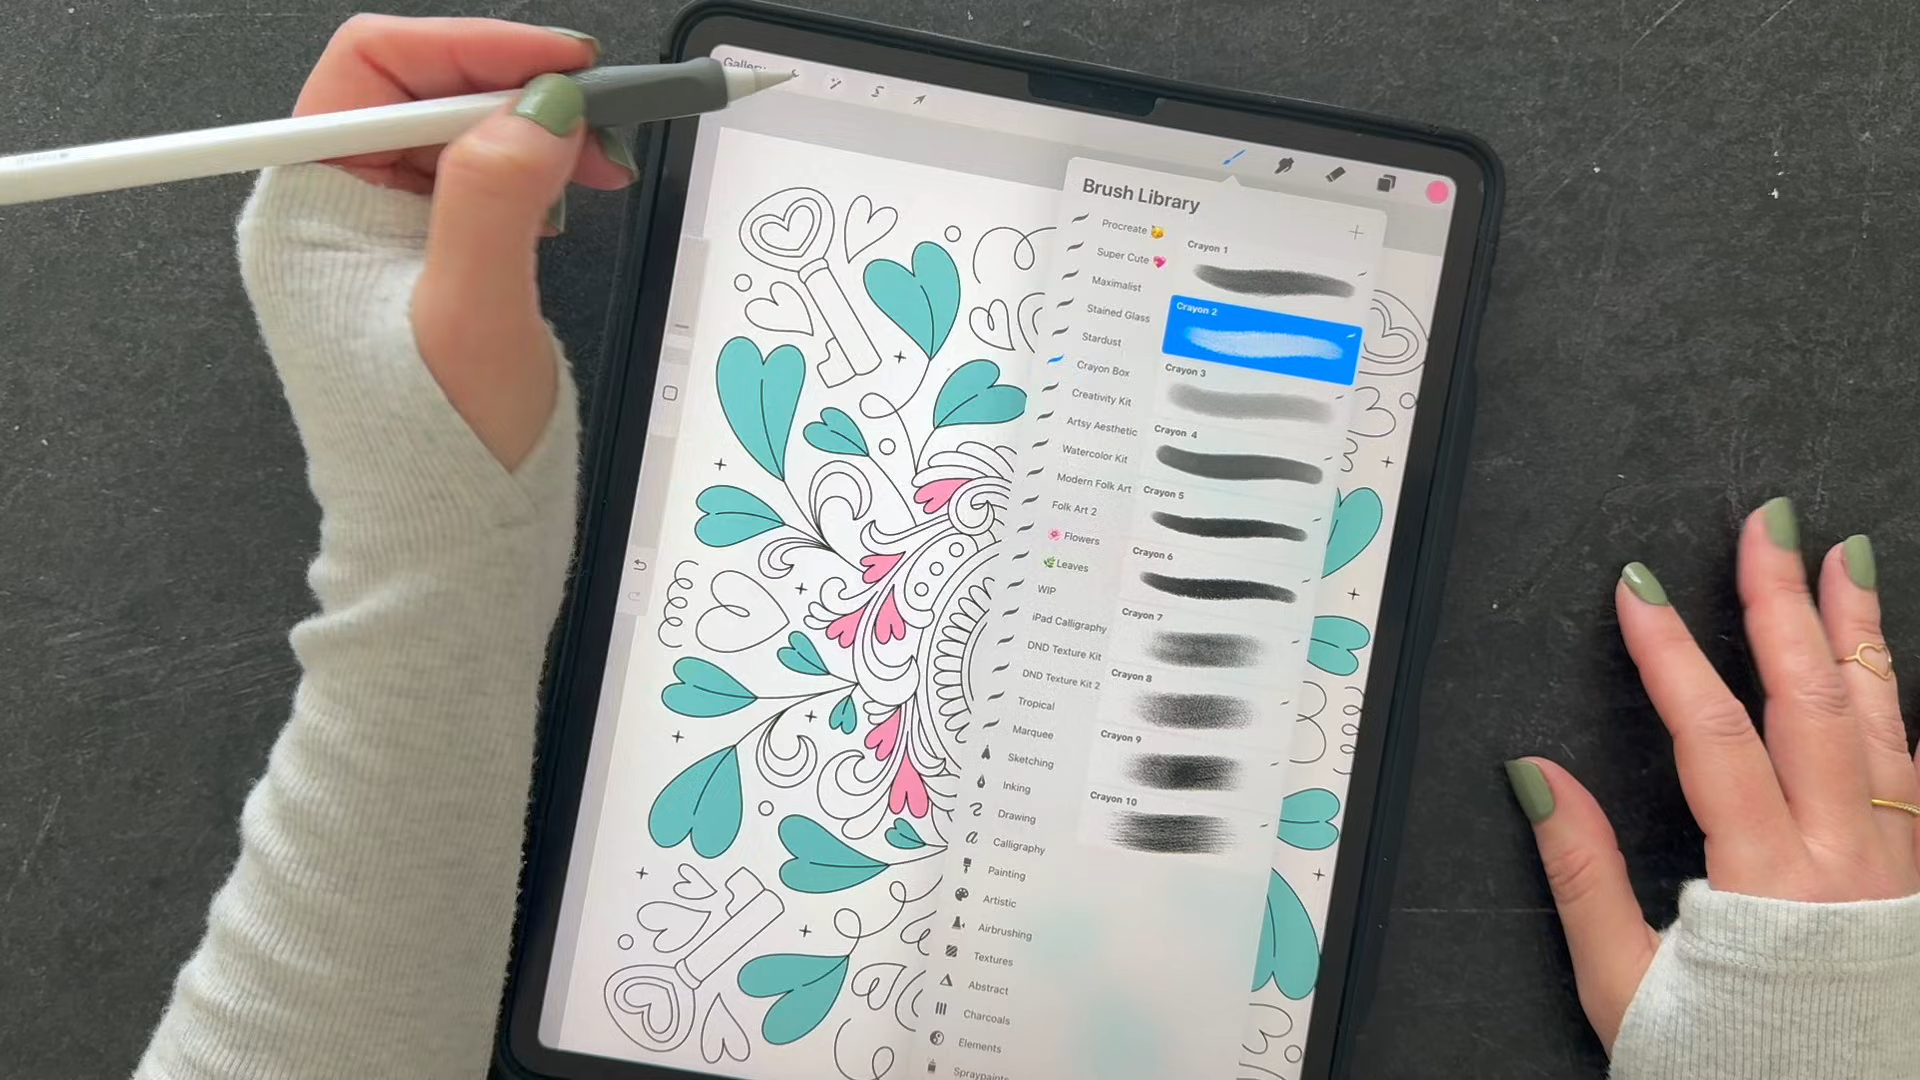 Gallery
Brush Library
Procreate
Super Cute
Maximalist
Stained Glass
Stardust
Crayon Box
Creativity Kit
Artsy Aesthetic
Watercolor Kit
Modern Folk Art
Folk Art 2
Flowers
Leaves
WIP
iPad Calligraphy
DND Texture Kit
DND Texture Kit 2
Tropical
Marquee
Sketching
Inking
Drawing
Calligraphy
Painting
Artistic
Airbrushing
Textures
Abstract
Charcoals
Elements
Spraypaints
Crayon 1
Crayon 2
Crayon 3
Crayon 4
Crayon 5
Crayon 6
Crayon 7
Crayon 8
Crayon 9
Crayon 10